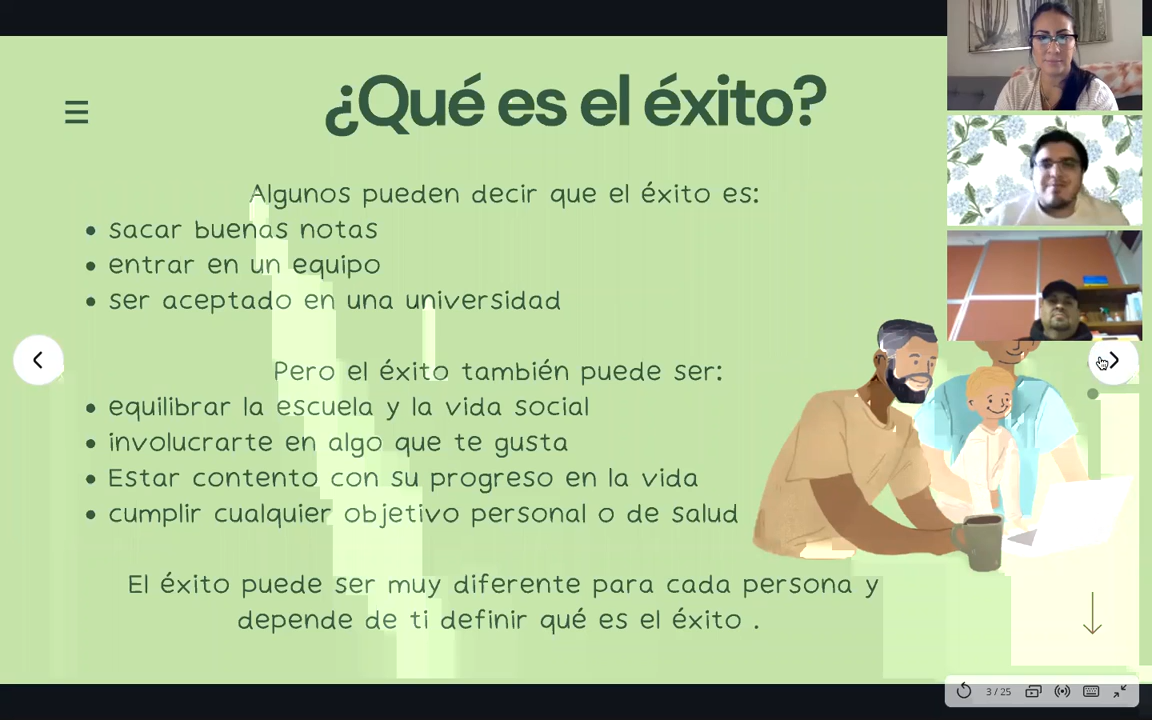 ¿Qué es el éxito?
Algunos pueden decir que el éxito es:
• sacar buenas notas
• entrar en un equipo
• ser aceptado en una universidad
Pero el éxito también puede ser:
• equilibrar la escuela y la vida social
• involucrarte en algo que te gusta
• Estar contento con su progreso en la vida
• cumplir cualquier objetivo personal o de salud
El éxito puede ser muy diferente para cada persona y
depende de ti definir qué es el éxito .
3 / 25